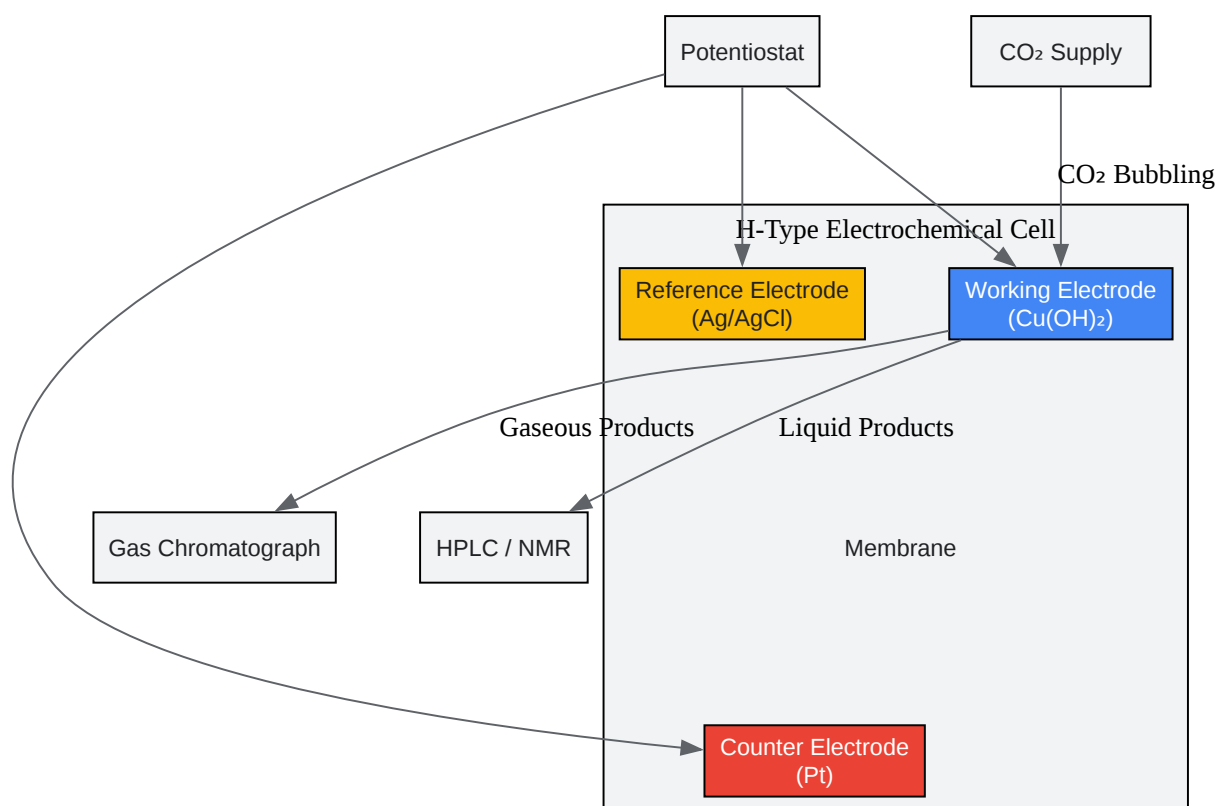 Potentiostat
CO₂ Supply
CO₂ Bubbling
H-Type Electrochemical Cell
Reference Electrode
(Ag/AgCl)
Working Electrode
(Cu(OH)₂)
Gaseous Products
Liquid Products
Gas Chromatograph
HPLC / NMR
Membrane
Counter Electrode
(Pt)